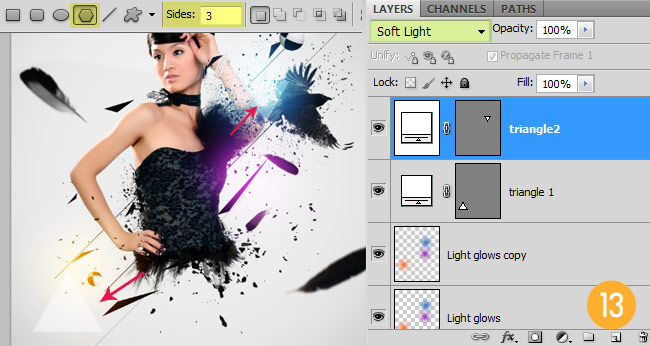 Sides: 3
LAYERS CHANNELS PATHS
Soft Light Opacity: 100%
Unify: Propagate Frame 1
Lock: Fill: 100%
triangle2
triangle 1
Light glows copy
Light glows
13
fx.